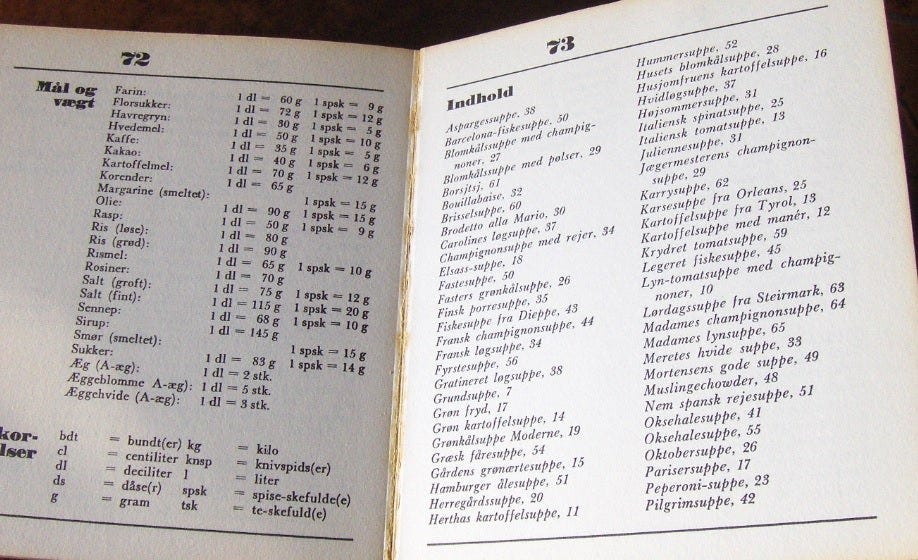 72
Mål og
vægt
Farin: 1 dl = 60 g 1 spsk = 9 g
Florsukker: 1 dl = 72 g 1 spsk = 12 g
Havregryn: 1 dl = 30 g 1 spsk = 5 g
Hvedemel: 1 dl = 50 g 1 spsk = 10 g
Kaffe: 1 dl = 35 g 1 spsk = 5 g
Kakao: 1 dl = 40 g 1 spsk = 6 g
Kartoffelmel: 1 dl = 70 g 1 spsk = 12 g
Korender: 1 dl = 65 g
Margarine (smeltet): 1 spsk = 15 g
Olie: 1 dl = 90 g 1 spsk = 15 g
Rasp: 1 dl = 50 g 1 spsk = 9 g
Ris (løse): 1 dl = 80 g
Ris (grød): 1 dl = 90 g
Rismel: 1 dl = 65 g 1 spsk = 10 g
Rosiner: 1 dl = 70 g
Salt (groft): 1 dl = 75 g 1 spsk = 12 g
Salt (fint): 1 dl = 115 g 1 spsk = 20 g
Sennep: 1 dl = 68 g 1 spsk = 10 g
Sirup: 1 dl = 145 g
Smør (smeltet): 1 spsk = 15 g
Sukker: 1 dl = 83 g 1 spsk = 14 g
Æg (A-æg): 1 dl = 2 stk.
Æggeblomme A-æg): 1 dl = 5 stk.
Æggehvide (A-æg): 1 dl = 3 stk.
kor-
lser
bdt = bundt(er) kg = kilo
cl = centiliter knsp = knivspids(er)
dl = deciliter l = liter
ds = dåse(r) spsk = spise-skefulde(e)
g = gram tsk = te-skefuld(e)
73
Indhold
Aspargessuppe, 38
Barcelona-fiskesuppe, 50
Blomkålssuppe med champig-
noner, 27
Blomkålssuppe med pølser, 29
Borsjtsj, 61
Bouillabaise, 32
Brisselsuppe, 60
Brodetto alla Mario, 30
Carolines løgsuppe, 37
Champignonsuppe med rejer, 34
Elsass-suppe, 18
Fastesuppe, 50
Fasters grønkålsuppe, 26
Finsk porresuppe, 35
Fiskesuppe fra Dieppe, 43
Fransk champignonsuppe, 44
Fransk løgsuppe, 34
Fyrstesuppe, 56
Gratineret løgsuppe, 38
Grundsuppe, 7
Grøn fryd, 17
Grøn kartoffelsuppe, 14
Grønkålsuppe Moderne, 19
Græsk fåresuppe, 54
Gårdens grønærtesuppe, 15
Hamburger ålesuppe, 51
Herregårdssuppe, 20
Herthas kartoffelsuppe, 11
Hummersuppe, 52
Husets blomkålsuppe, 28
Husjomfruens kartoffelsuppe, 16
Hvidløgsuppe, 37
Højsommersuppe, 31
Italiensk spinatsuppe, 25
Italiensk tomatsuppe, 13
Juliennesuppe, 31
Jægermesterens champignon-
suppe, 29
Karrysuppe, 62
Karsesuppe fra Orleans, 25
Kartoffelsuppe fra Tyrol, 13
Kartoffelsuppe med manér, 12
Krydret tomatsuppe, 59
Legeret fiskesuppe, 45
Lyn-tomatsuppe med champig-
noner, 10
Lørdagssuppe fra Steirmark, 63
Madames champignonsuppe, 64
Madames lynsuppe, 65
Meretes hvide suppe, 33
Mortensens gode suppe, 49
Muslingechowder, 48
Nem spansk rejesuppe, 51
Oksehalesuppe, 41
Oksehalesuppe, 55
Oktobersuppe, 26
Parisersuppe, 17
Peperoni-suppe, 23
Pilgrimsuppe, 42